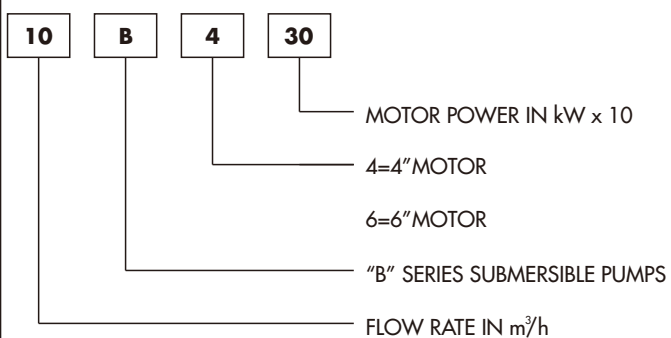 10 B 4 30
MOTOR POWER IN kW x 10
4=4"MOTOR
6=6"MOTOR
"B" SERIES SUBMERSIBLE PUMPS
FLOW RATE IN m³/h